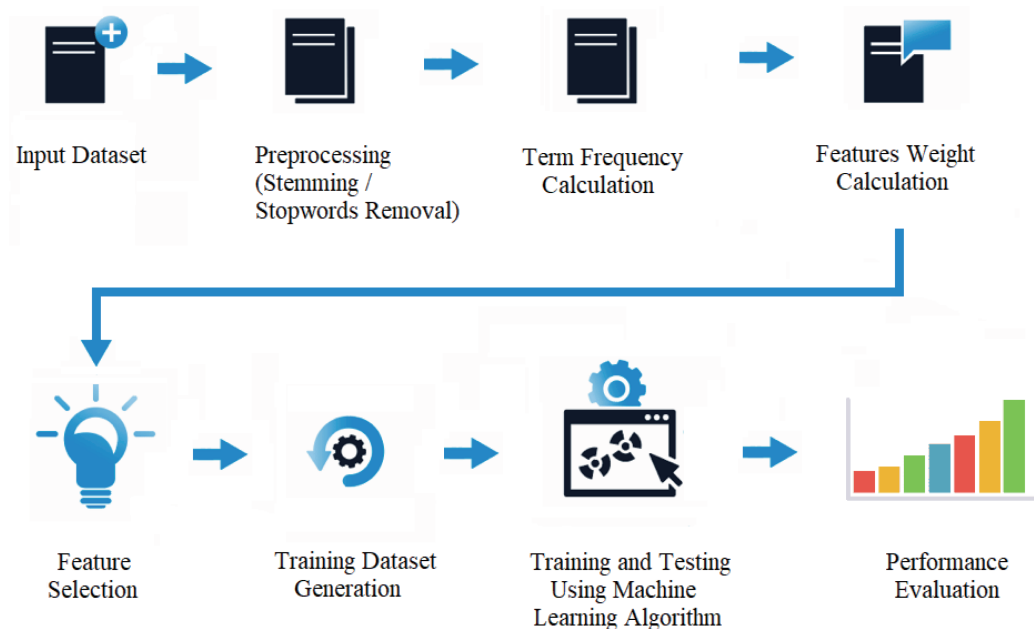 Input Dataset
Preprocessing
(Stemming /
Stopwords Removal)
Term Frequency
Calculation
Features Weight
Calculation
Feature
Selection
Training Dataset
Generation
Training and Testing
Using Machine
Learning Algorithm
Performance
Evaluation